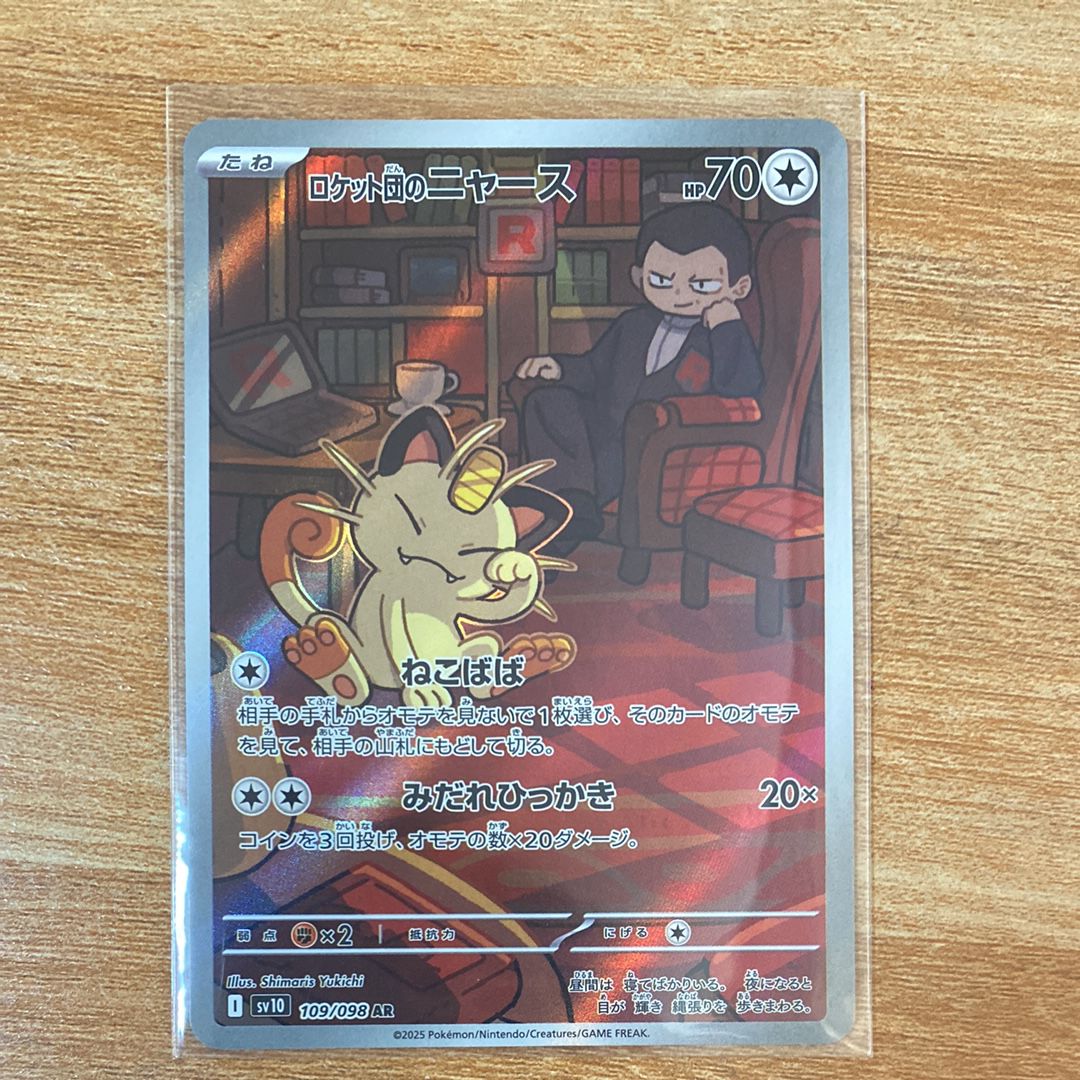 たね
ロケット団のニャース HP70
R
ねこばば
相手の手札からオモテを見ないで1枚選び、そのカードのオモテ
を見て、相手の山札にもどして切る。
みだれひっかき 20×
コインを3回投げ、オモテの数×20ダメージ。
弱点 ×2 抵抗力 にげる
Illus. Shimaris Yukichi
昼間は 寝てばかりいる。 夜になると
目が 輝き 縄張りを 歩きまわる。
I sv10 109/098 AR
©2025 Pokémon/Nintendo/Creatures/GAME FREAK.